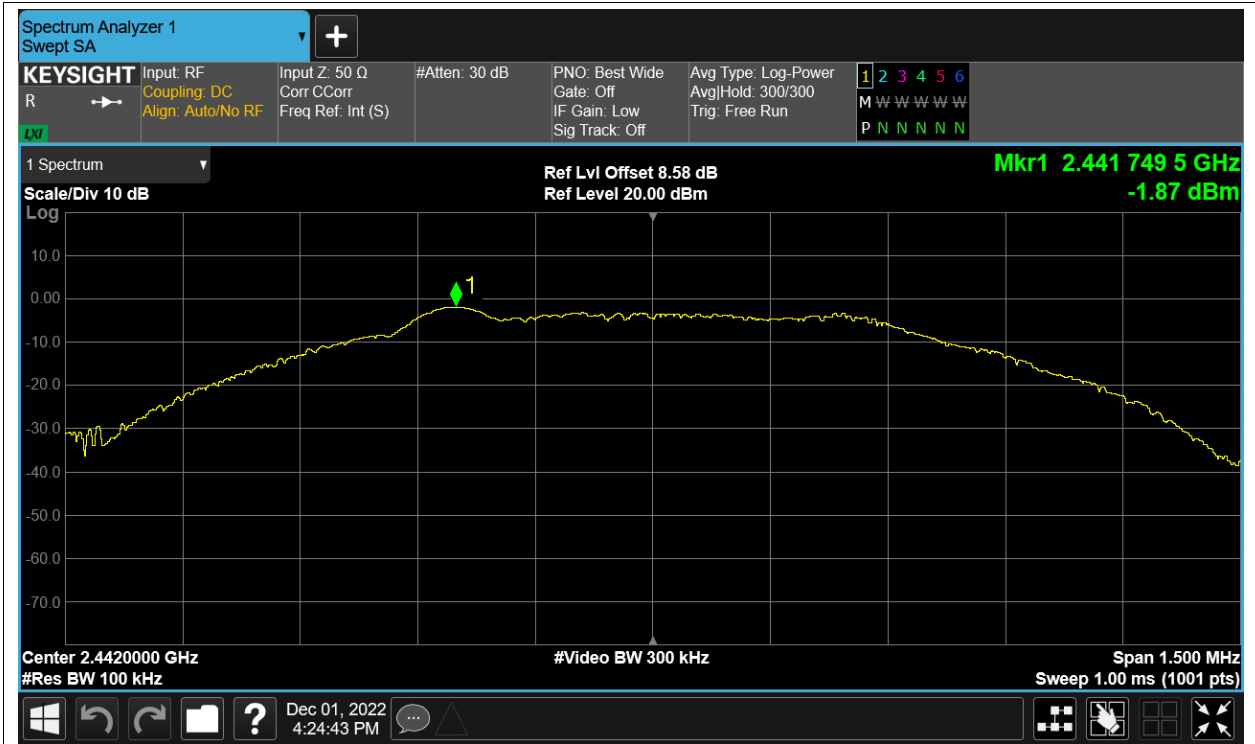 Spectrum Analyzer 1
Swept SA
KEYSIGHT
R
LXI
Input: RF
Coupling: DC
Align: Auto/No RF
Input Z: 50 Ω
Corr CCorr
Freq Ref: Int (S)
#Atten: 30 dB
PNO: Best Wide
Gate: Off
IF Gain: Low
Sig Track: Off
Avg Type: Log-Power
Avg|Hold: 300/300
Trig: Free Run
1 2 3 4 5 6
M W W W W W
P N N N N N
1 Spectrum
Scale/Div 10 dB
Ref Lvl Offset 8.58 dB
Ref Level 20.00 dBm
Mkr1 2.441 749 5 GHz
-1.87 dBm
Log
10.0
0.00
-10.0
-20.0
-30.0
-40.0
-50.0
-60.0
-70.0
1
Center 2.4420000 GHz
#Res BW 100 kHz
#Video BW 300 kHz
Span 1.500 MHz
Sweep 1.00 ms (1001 pts)
?
Dec 01, 2022
4:24:43 PM